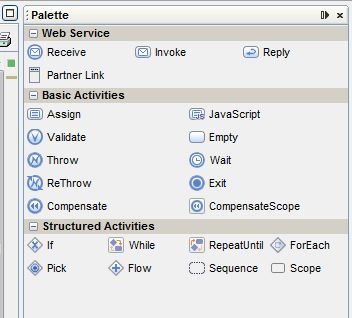 Palette
Web Service
Receive Invoke Reply
Partner Link
Basic Activities
Assign JavaScript
Validate Empty
Throw Wait
ReThrow Exit
Compensate CompensateScope
Structured Activities
If While RepeatUntil ForEach
Pick Flow Sequence Scope